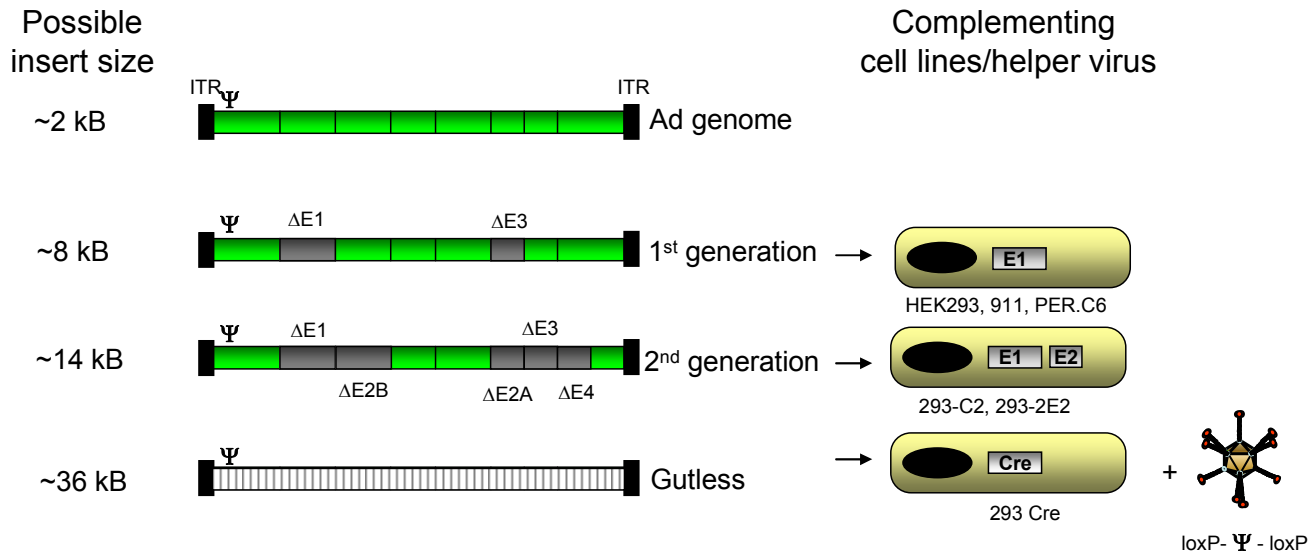 Possible
insert size
Complementing
cell lines/helper virus
ITR
Ψ
ITR
~2 kB
Ad genome
Ψ
ΔE1
ΔE3
~8 kB
1st generation
E1
HEK293, 911, PER.C6
Ψ
ΔE1
ΔE3
~14 kB
2nd generation
E1
E2
ΔE2B
ΔE2A
ΔE4
293-C2, 293-2E2
Ψ
~36 kB
Gutless
Cre
+
293 Cre
loxP- Ψ - loxP